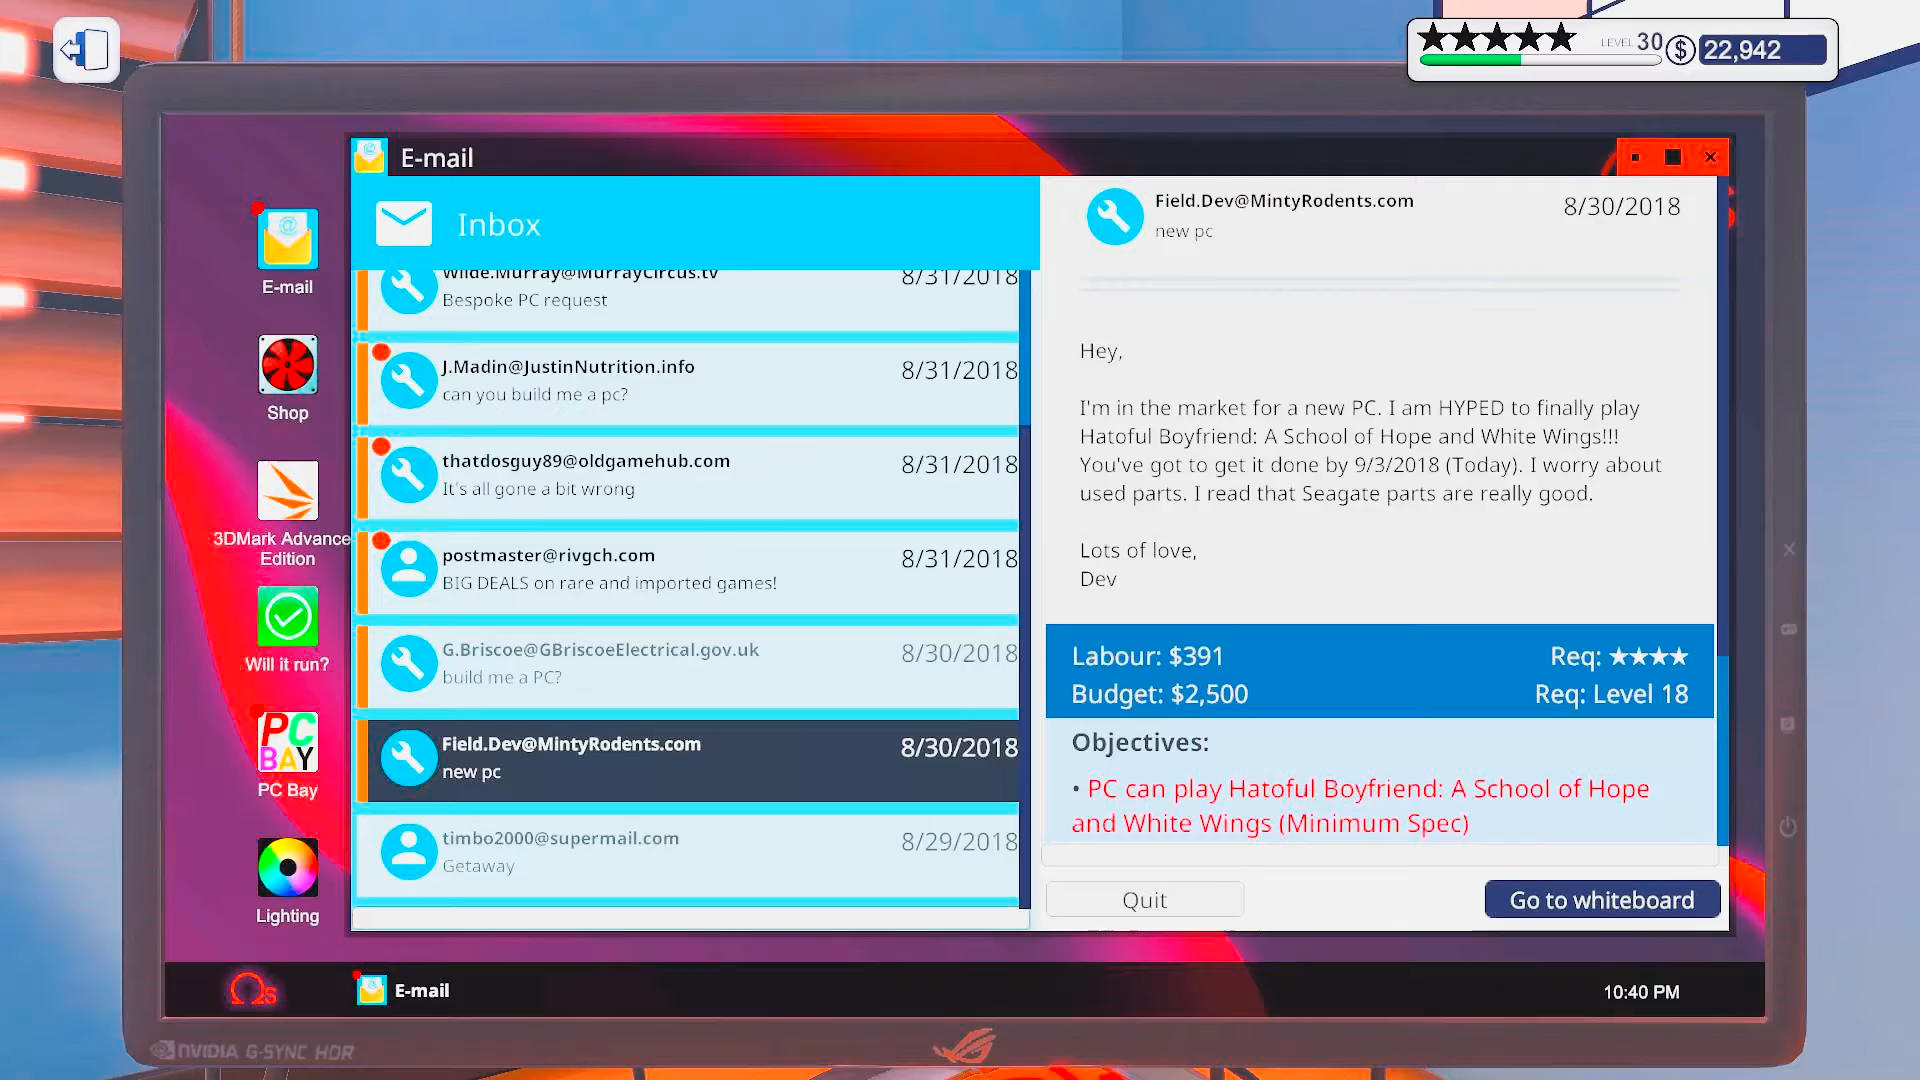 LEVEL 30
$ 22,942
E-mail
Inbox
Wilde.Murray@MurrayCircus.tv
8/31/2018
Bespoke PC request
J.Madin@JustinNutrition.info
8/31/2018
can you build me a pc?
thatdosguy89@oldgamehub.com
8/31/2018
It's all gone a bit wrong
postmaster@rivgch.com
8/31/2018
BIG DEALS on rare and imported games!
G.Briscoe@GBriscoeElectrical.gov.uk
8/30/2018
build me a PC?
Field.Dev@MintyRodents.com
8/30/2018
new pc
timbo2000@supermail.com
8/29/2018
Getaway
Field.Dev@MintyRodents.com
8/30/2018
new pc
Hey,
I'm in the market for a new PC. I am HYPED to finally play
Hatoful Boyfriend: A School of Hope and White Wings!!!
You've got to get it done by 9/3/2018 (Today). I worry about
used parts. I read that Seagate parts are really good.
Lots of love,
Dev
Labour: $391
Req: ★★★★
Budget: $2,500
Req: Level 18
Objectives:
• PC can play Hatoful Boyfriend: A School of Hope
and White Wings (Minimum Spec)
Quit
Go to whiteboard
E-mail
Shop
3DMark Advance
Edition
Will it run?
PC
BAY
PC Bay
Lighting
Ωs
E-mail
10:40 PM
NVIDIA G-SYNC HDR